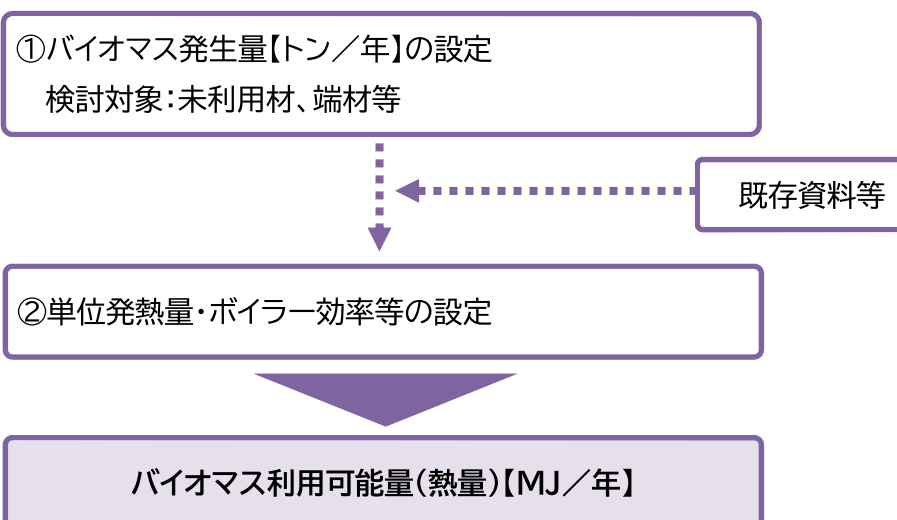 ①バイオマス発生量【トン／年】の設定
検討対象：未利用材、端材等
既存資料等
②単位発熱量・ボイラー効率等の設定
バイオマス利用可能量（熱量）【MJ／年】